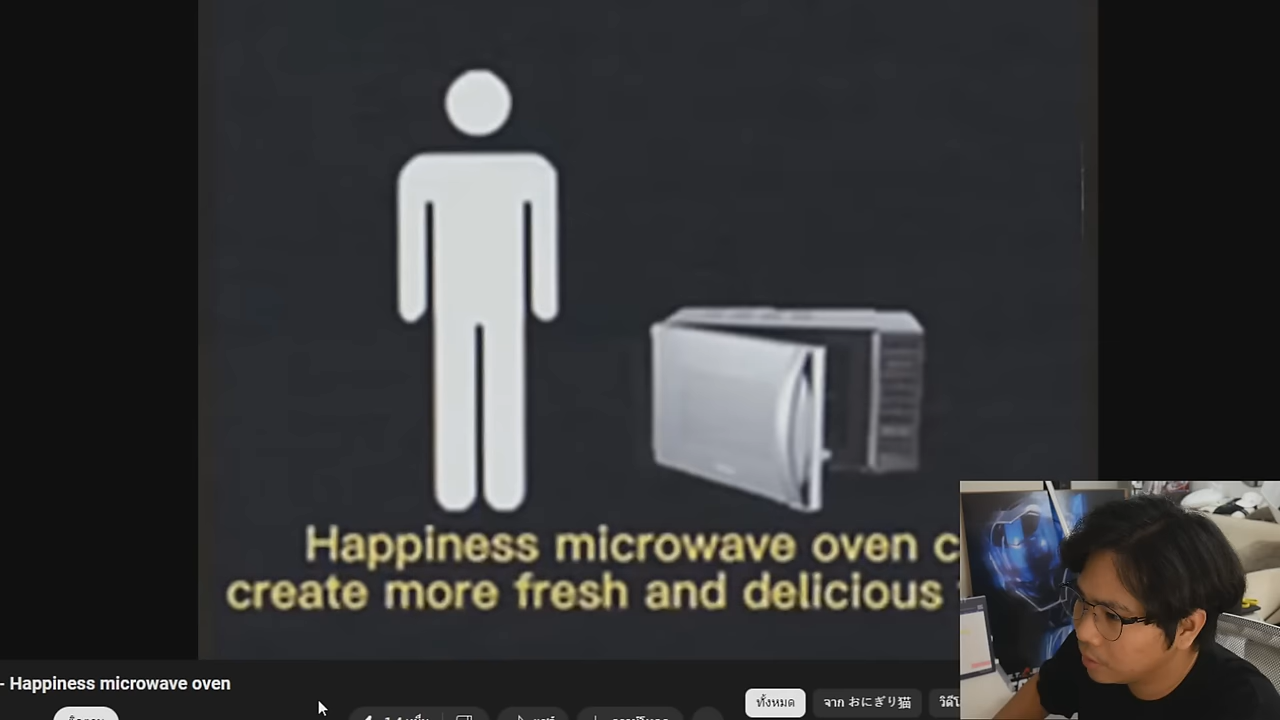 Happiness microwave oven
create more fresh and delicious
- Happiness microwave oven
ทั้งหมด
จาก おにぎり猫